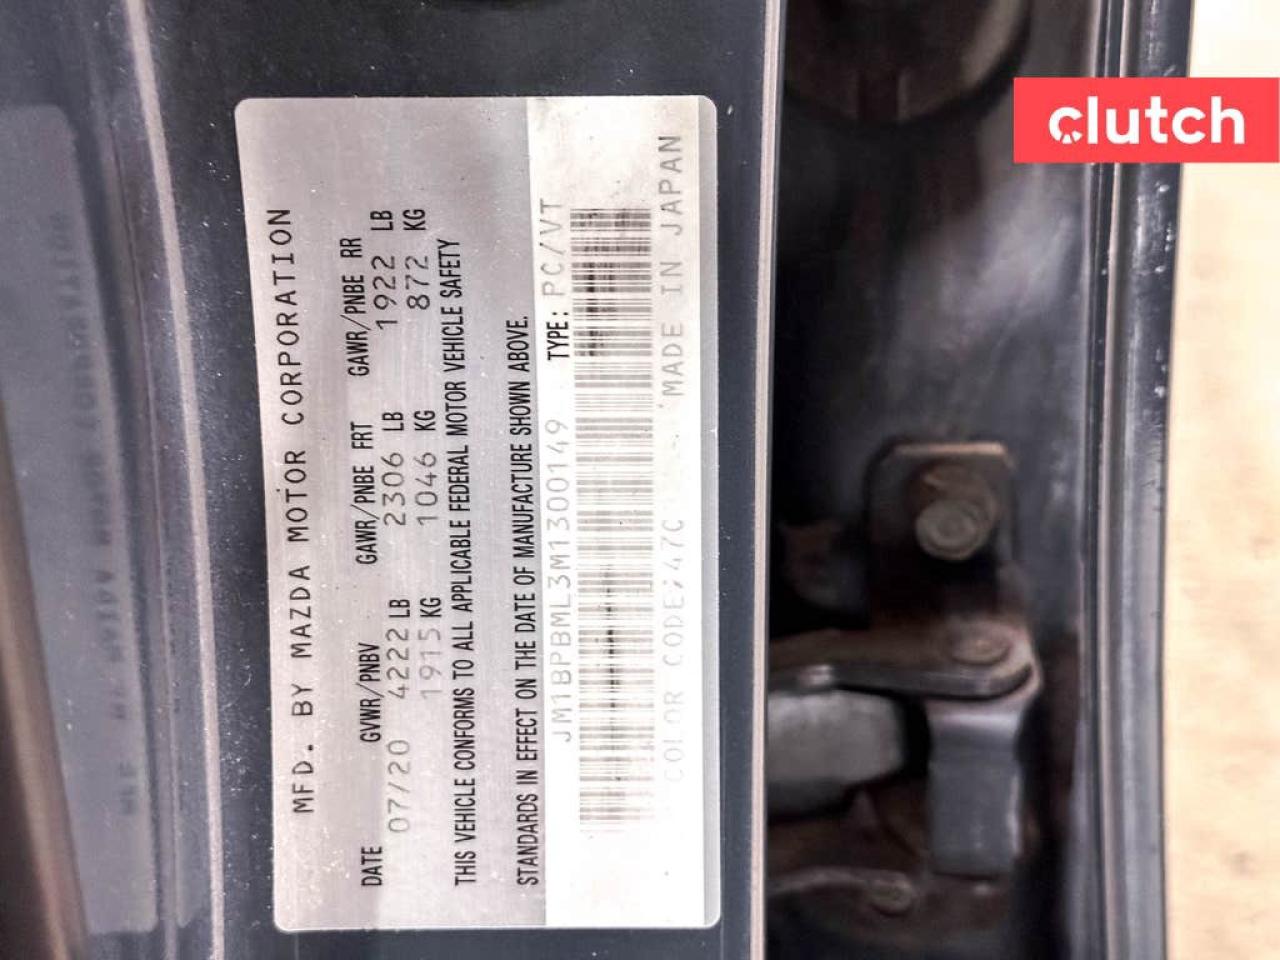 clutch
MFD. BY MAZDA MOTOR CORPORATION
DATE GVWR/PNBV GAWR/PNBE FRT GAWR/PNBE RR
07/20 4222 LB 2306 LB 1922 LB
1915 KG 1046 KG 872 KG
THIS VEHICLE CONFORMS TO ALL APPLICABLE FEDERAL MOTOR VEHICLE SAFETY
STANDARDS IN EFFECT ON THE DATE OF MANUFACTURE SHOWN ABOVE.
JM1BPBML3M1300149 TYPE: PC/VT
COLOR CODE:47C MADE IN JAPAN